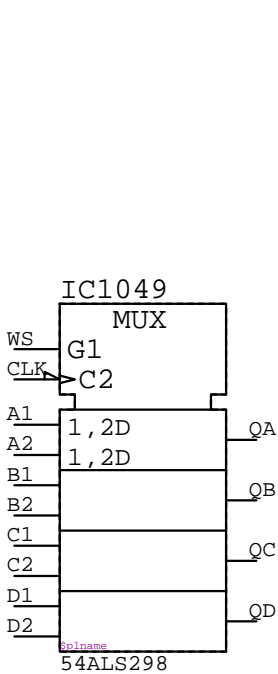 IC1049
MUX
WS
G1
CLK
C2
A1
1,2D
QA
A2
1,2D
B1
QB
B2
C1
QC
C2
D1
QD
D2
Splname
54ALS298